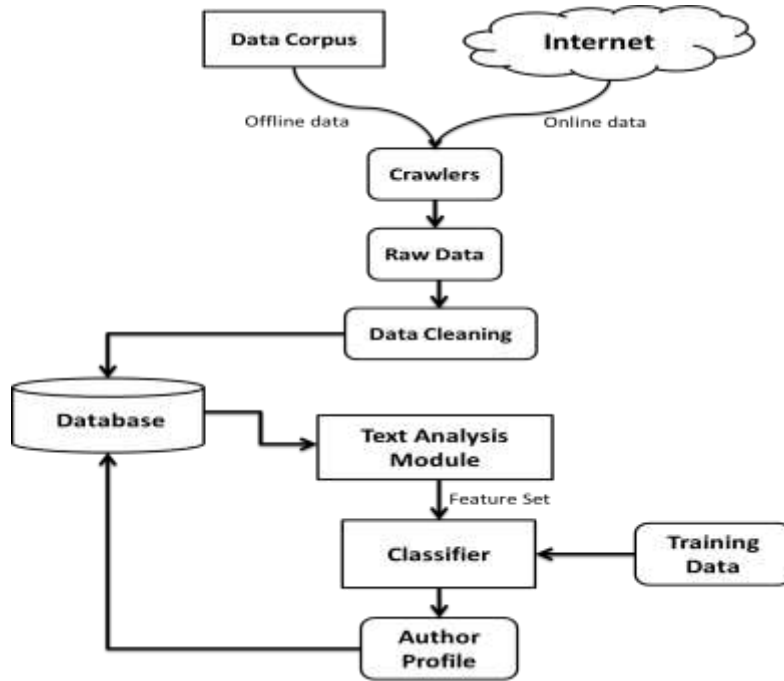 Data Corpus
Internet
Offline data
Online data
Crawlers
Raw Data
Data Cleaning
Database
Text Analysis
Module
Feature Set
Classifier
Training
Data
Author
Profile